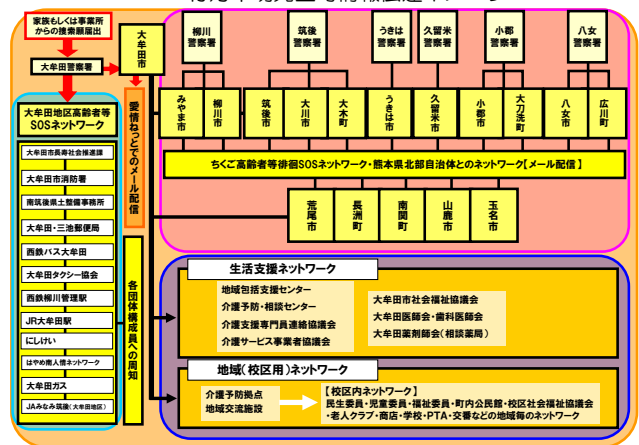 家族もしくは事業所
からの捜索願届出
大牟田警察署
大牟田市
愛情ねっとでのメール配信
大牟田地区高齢者等
SOSネットワーク
大牟田市長寿社会推進課
大牟田市消防署
南筑後県土整備事務所
大牟田・三池郵便局
西鉄バス大牟田
大牟田タクシー協会
西鉄柳川管理駅
JR大牟田駅
にしけい
はやめ南人情ネットワーク
大牟田ガス
JAみなみ筑後(大牟田地区)
各団体構成員への周知
柳川
警察署
筑後
警察署
うきは
警察署
久留米
警察署
小郡
警察署
八女
警察署
みやま市
柳川市
筑後市
大川市
大木町
うきは市
久留米市
小郡市
大刀洗町
八女市
広川町
ちくご高齢者等徘徊SOSネットワーク・熊本県北部自治体とのネットワーク【メール配信】
荒尾市
長洲町
南関町
山鹿市
玉名市
生活支援ネットワーク
地域包括支援センター
介護予防・相談センター
介護支援専門員連絡協議会
介護サービス事業者協議会
大牟田市社会福祉協議会
大牟田医師会・歯科医師会
大牟田薬剤師会(相談薬局)
地域(校区用)ネットワーク
介護予防拠点
地域交流施設
【校区内ネットワーク】
民生委員・児童委員・福祉委員・町内公民館・校区社会福祉協議会
・老人クラブ・商店・学校・PTA・交番などの地域毎のネットワーク